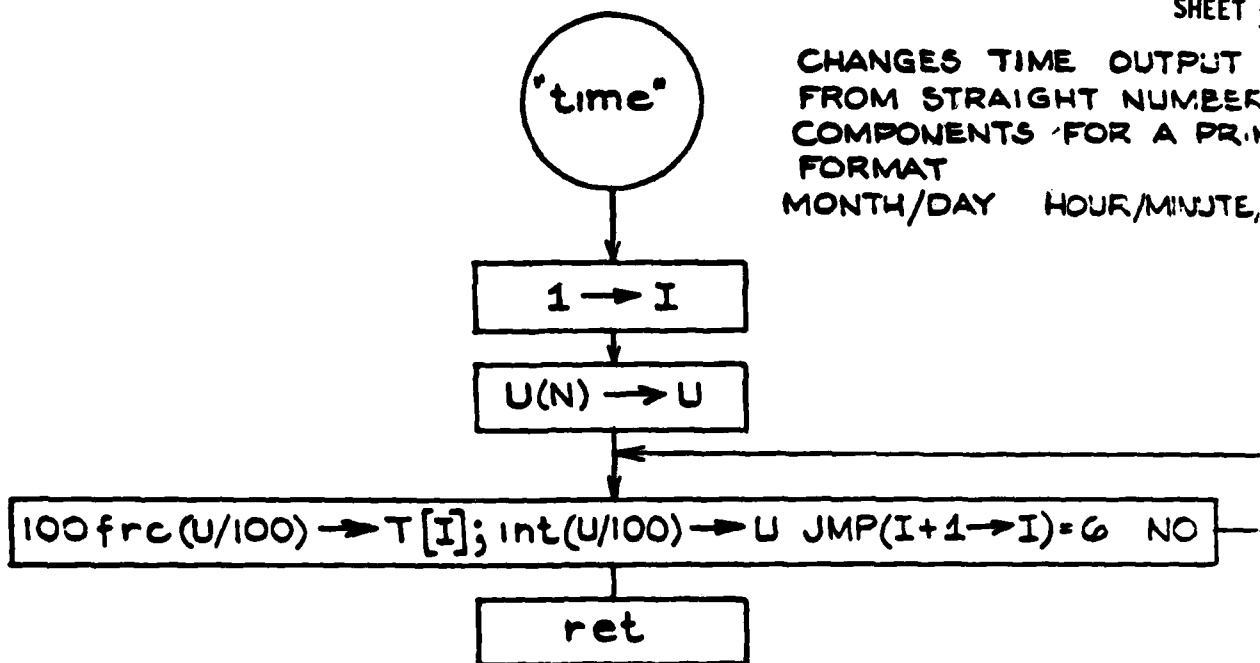 SHEET
CHANGES TIME OUTPUT
FROM STRAIGHT NUMBER
COMPONENTS FOR A
FORMAT
MONTH/DAY HOUR/MINUTE,
"time"
1 → I
U(N) → U
100frc(U/100) → T[I]; int(U/100) → U JMP(I+1→I)=6 NO
ret